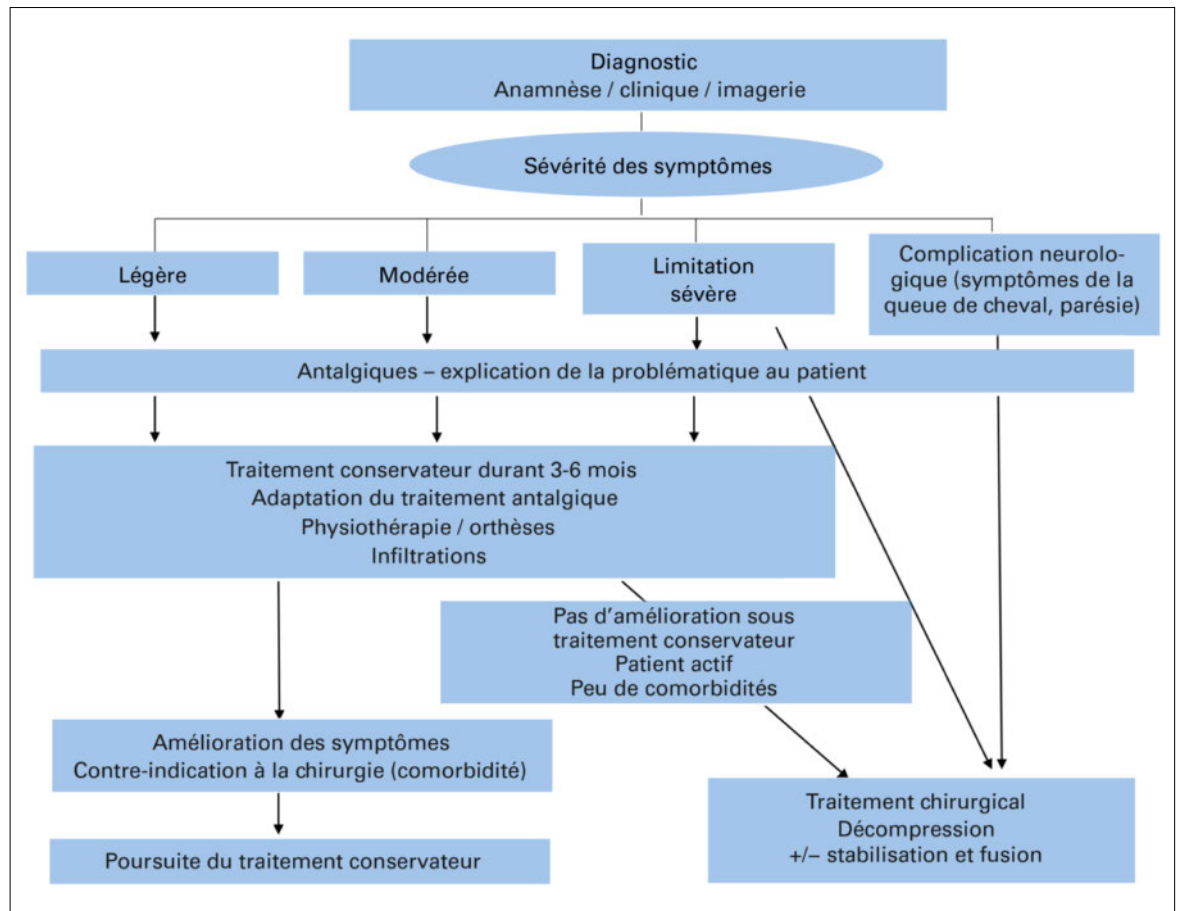 Diagnostic
Anamnèse / clinique / imagerie
Sévérité des symptômes
Légère
Modérée
Limitation
sévère
Complication neurolo-
gique (symptômes de la
queue de cheval, parésie)
Antalgiques – explication de la problématique au patient
Traitement conservateur durant 3-6 mois
Adaptation du traitement antalgique
Physiothérapie / orthèses
Infiltrations
Pas d’amélioration sous
traitement conservateur
Patient actif
Peu de comorbidités
Amélioration des symptômes
Contre-indication à la chirurgie (comorbidité)
Poursuite du traitement conservateur
Traitement chirurgical
Décompression
+/– stabilisation et fusion